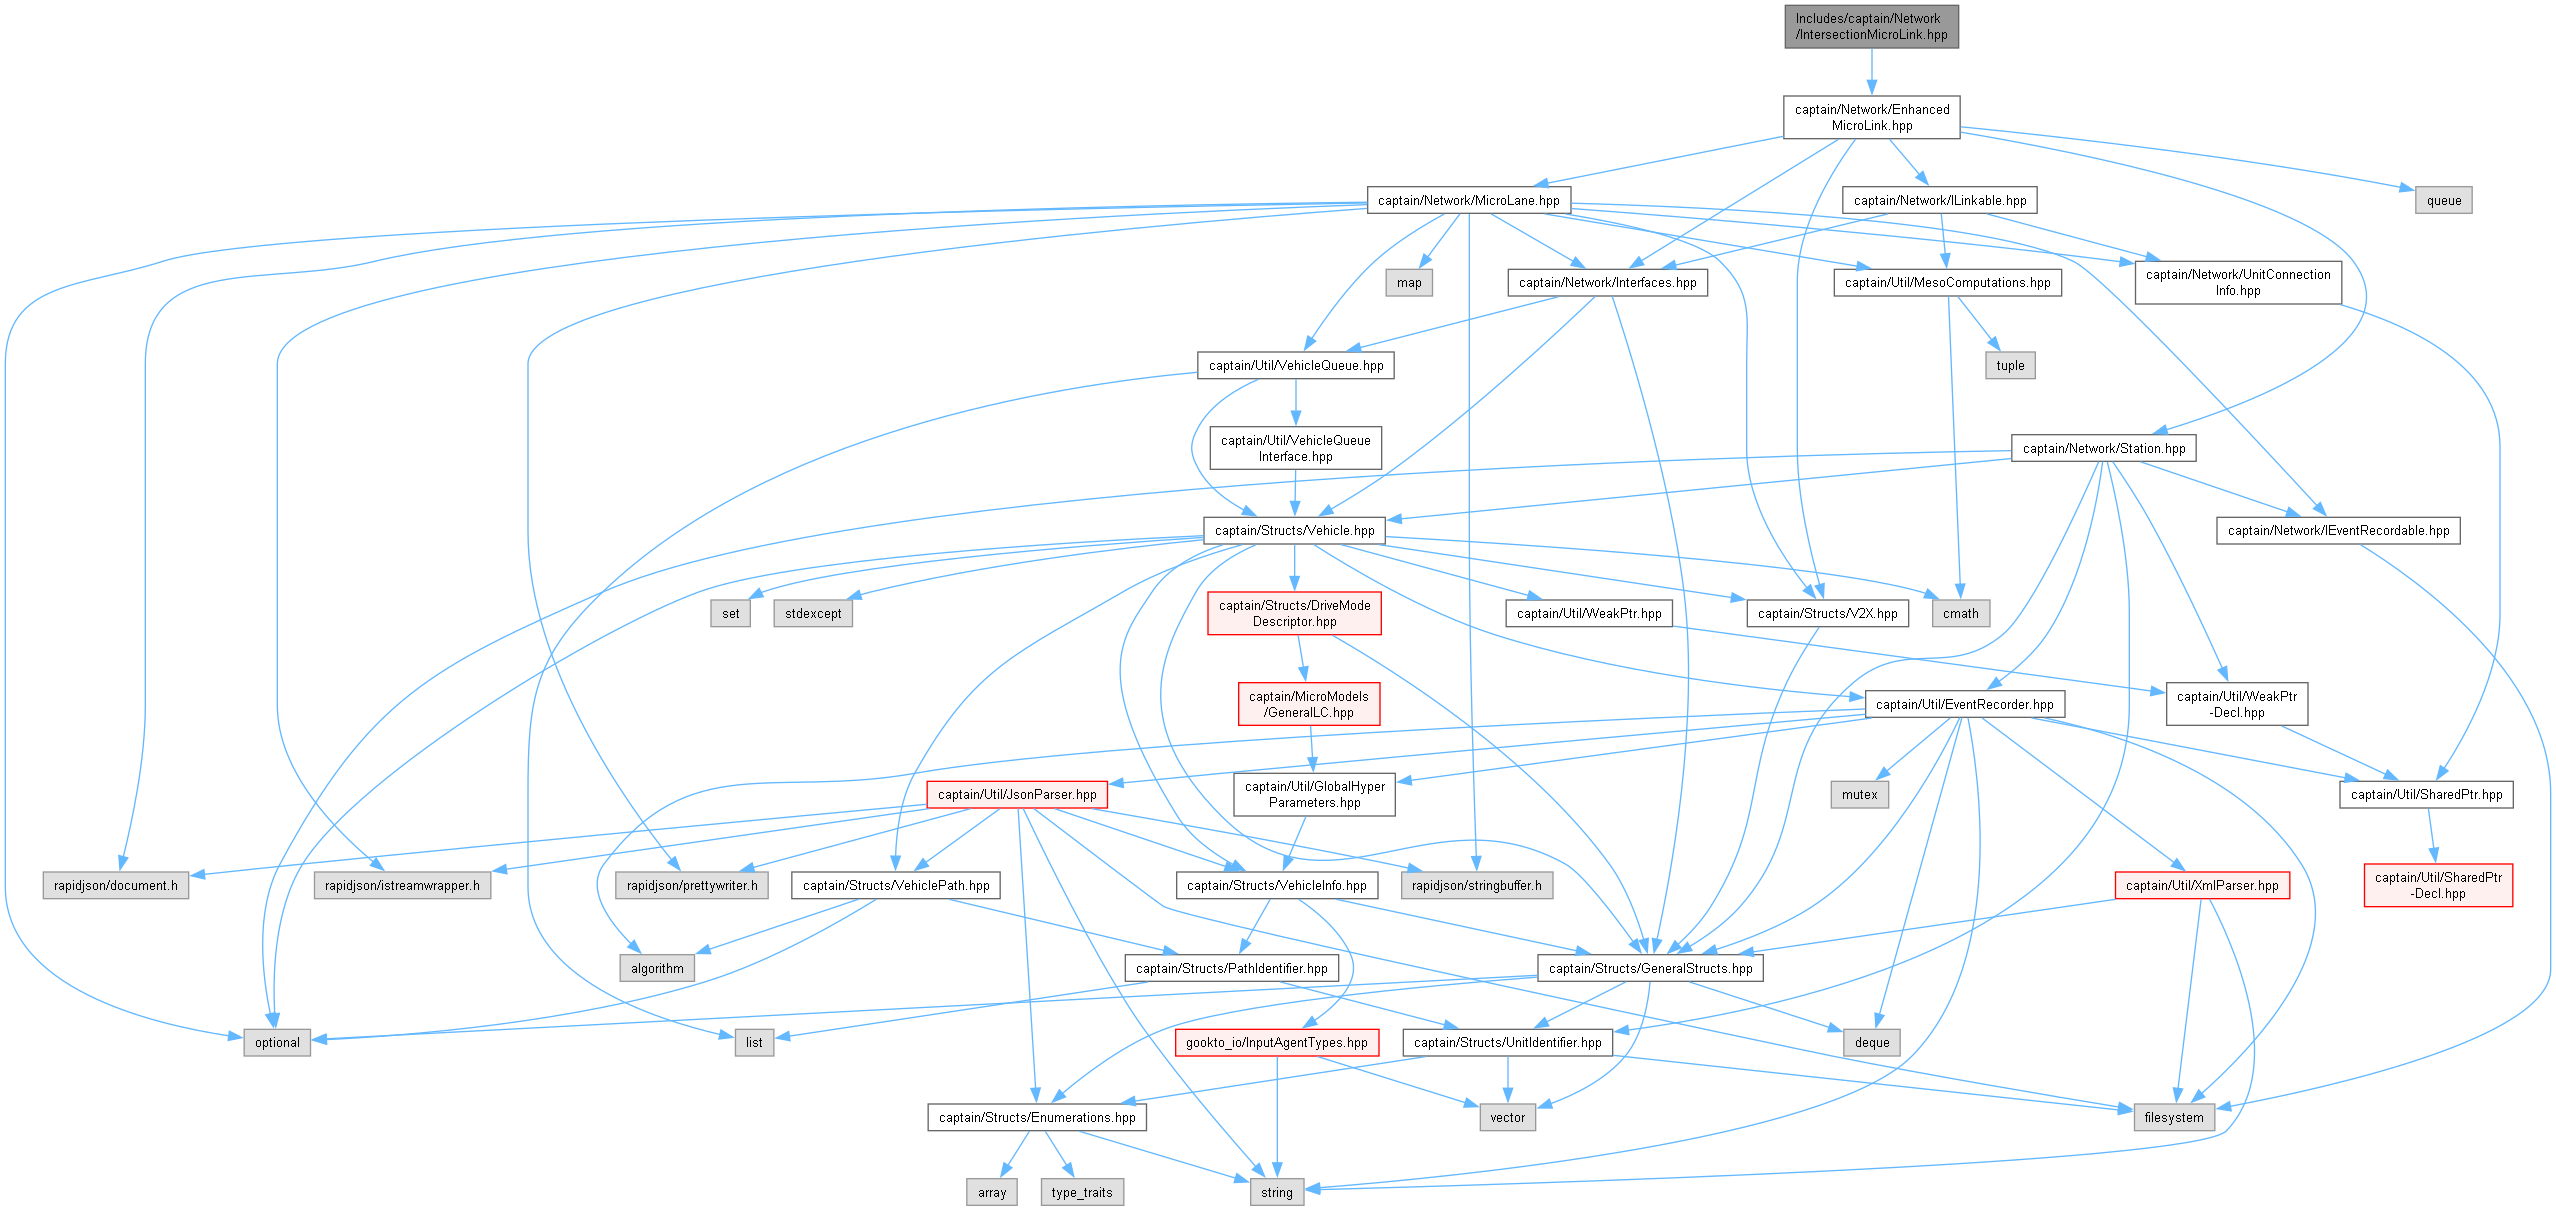 Includes/captain/Network
/IntersectionMicroLink.hpp
captain/Network/Enhanced
MicroLink.hpp
captain/Network/MicroLane.hpp
captain/Network/ILinkable.hpp
queue
map
captain/Network/Interfaces.hpp
captain/Util/MesoComputations.hpp
captain/Network/UnitConnection
Info.hpp
captain/Util/VehicleQueue.hpp
tuple
captain/Util/VehicleQueue
Interface.hpp
captain/Network/Station.hpp
captain/Structs/Vehicle.hpp
captain/Network/IEventRecordable.hpp
set
stdexcept
captain/Structs/DriveMode
Descriptor.hpp
captain/Util/WeakPtr.hpp
captain/Structs/V2X.hpp
cmath
captain/MicroModels
/GeneralLC.hpp
captain/Util/EventRecorder.hpp
captain/Util/WeakPtr
-Decl.hpp
captain/Util/JsonParser.hpp
captain/Util/GlobalHyper
Parameters.hpp
mutex
captain/Util/SharedPtr.hpp
rapidjson/document.h
rapidjson/istreamwrapper.h
rapidjson/prettywriter.h
captain/Structs/VehiclePath.hpp
captain/Structs/VehicleInfo.hpp
rapidjson/stringbuffer.h
captain/Util/XmlParser.hpp
captain/Util/SharedPtr
-Decl.hpp
algorithm
captain/Structs/PathIdentifier.hpp
captain/Structs/GeneralStructs.hpp
optional
list
gookto_io/InputAgentTypes.hpp
captain/Structs/UnitIdentifier.hpp
deque
captain/Structs/Enumerations.hpp
vector
filesystem
array
type_traits
string